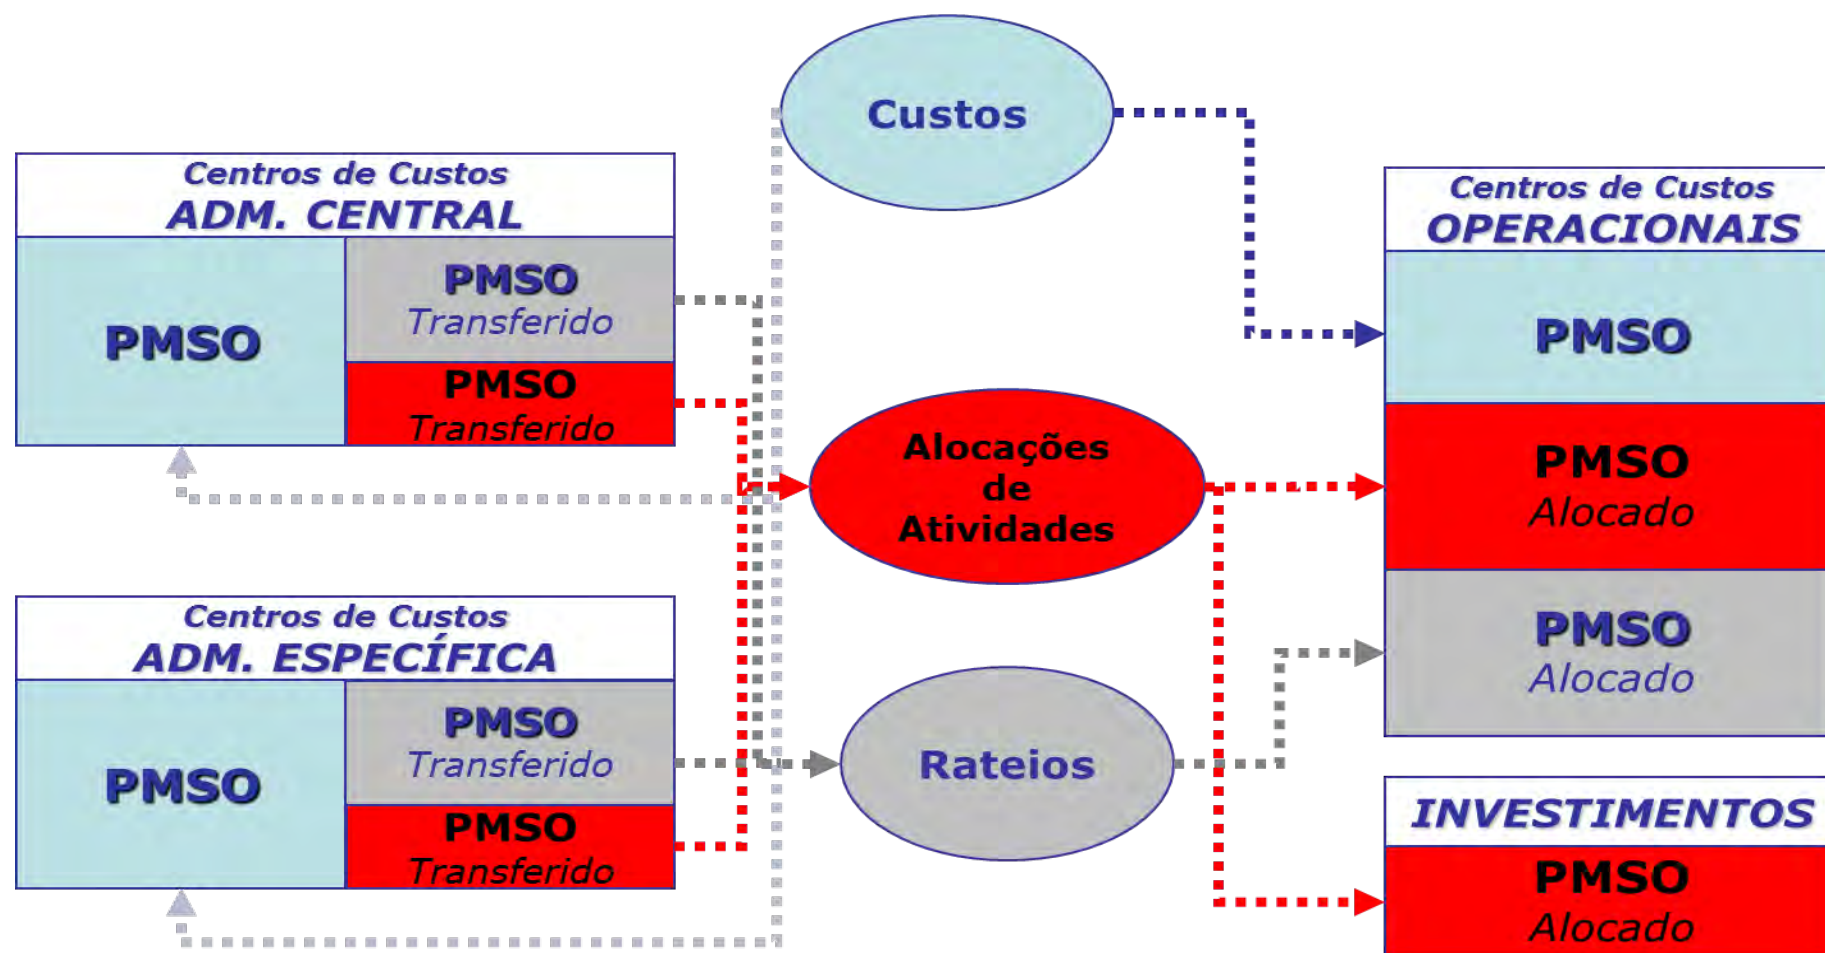 Custos
Centros de Custos
ADM. CENTRAL
PMSO
PMSO
Transferido
PMSO
Transferido
Centros de Custos
ADM. ESPECÍFICA
PMSO
PMSO
Transferido
PMSO
Transferido
Alocações
de
Atividades
Rateios
Centros de Custos
OPERACIONAIS
PMSO
PMSO
Alocado
PMSO
Alocado
INVESTIMENTOS
PMSO
Alocado